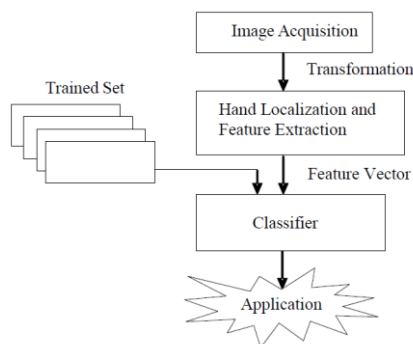 Image Acquisition
Transformation
Trained Set
Hand Localization and
Feature Extraction
Feature Vector
Classifier
Application